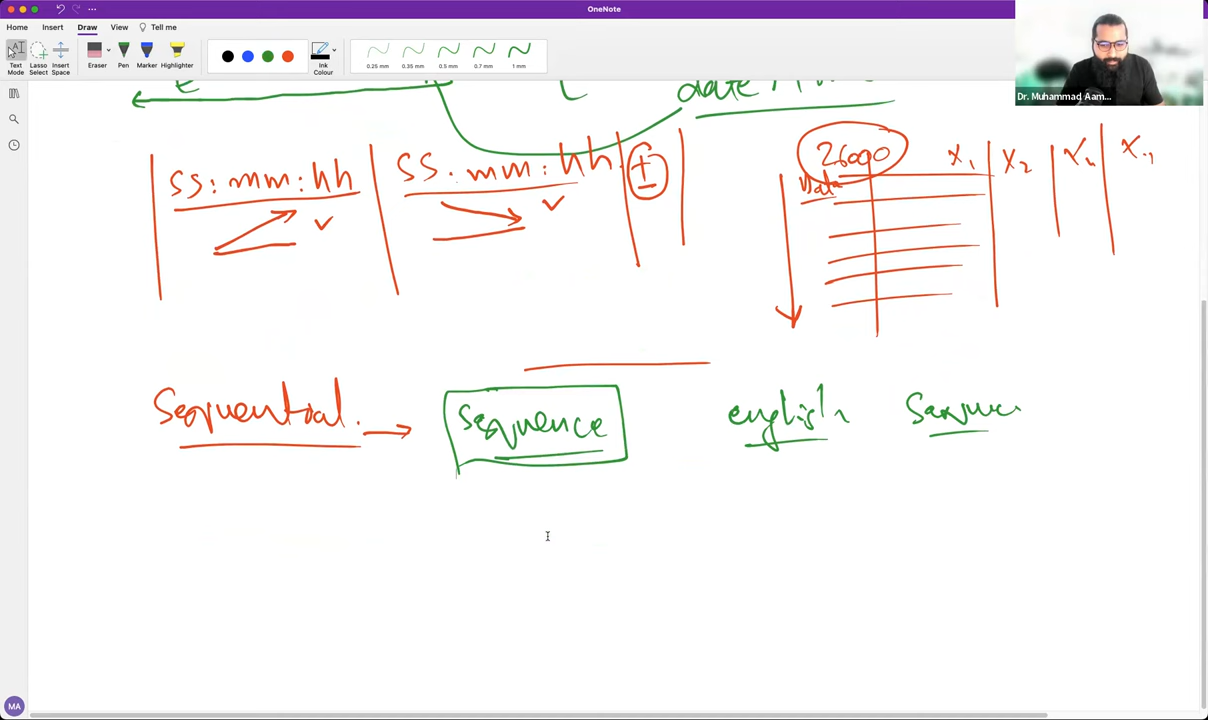 OneNote
Home Insert Draw View Tell me
Text Mode
Lasso Select
Insert Space
Eraser
Pen
Marker
Highlighter
Ink Colour
0.25 mm
0.35 mm
0.5 mm
0.7 mm
1 mm
Dr. Muhammad Aam...
ss:mm:hh
ss:mm:hh
±
26000
Date
X1 X2
Sequential.
Sequence
english
MA